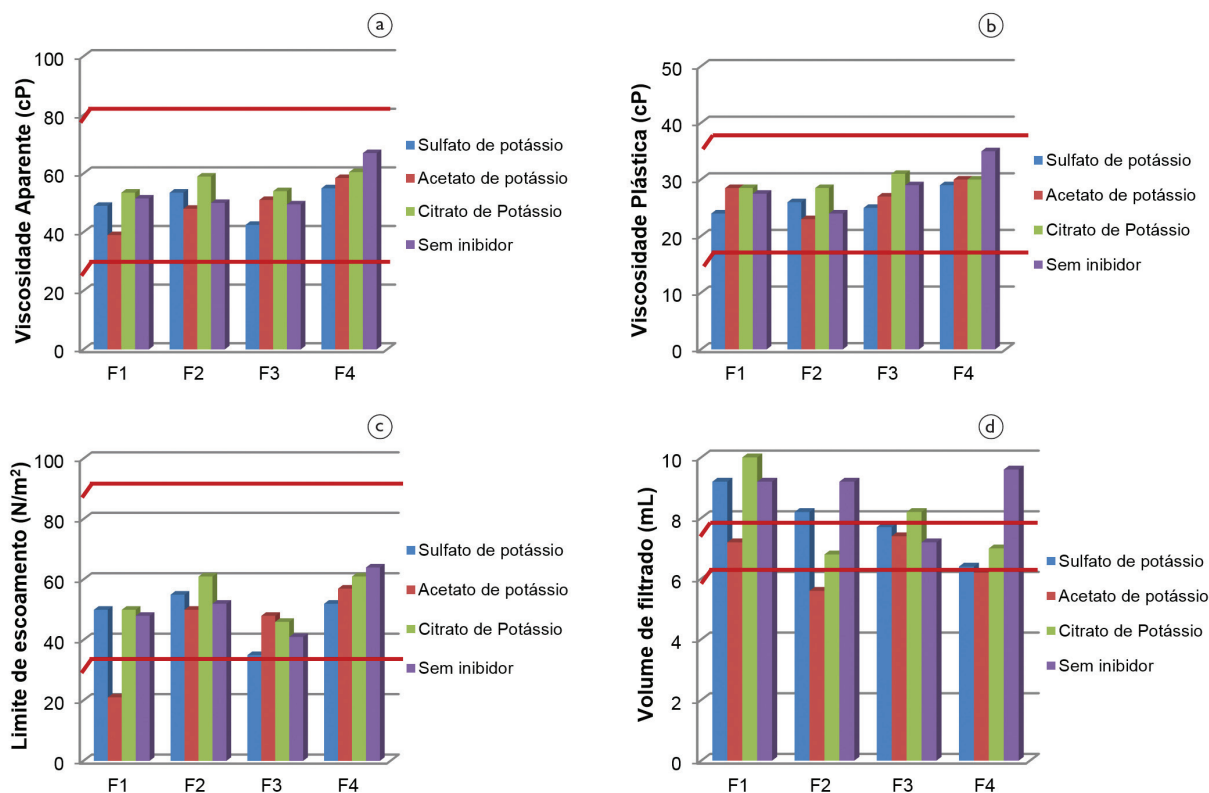 a
Viscosidade Aparente (cP)
100
80
60
40
20
0
F1 F2 F3 F4
Sulfato de potássio
Acetato de potássio
Citrato de Potássio
Sem inibidor
b
Viscosidade Plástica (cP)
50
40
30
20
10
0
F1 F2 F3 F4
Sulfato de potássio
Acetato de potássio
Citrato de Potássio
Sem inibidor
c
Limite de escoamento (N/m²)
100
80
60
40
20
0
F1 F2 F3 F4
Sulfato de potássio
Acetato de potássio
Citrato de Potássio
Sem inibidor
d
Volume de filtrado (mL)
10
8
6
4
2
0
F1 F2 F3 F4
Sulfato de potássio
Acetato de potássio
Citrato de Potássio
Sem inibidor